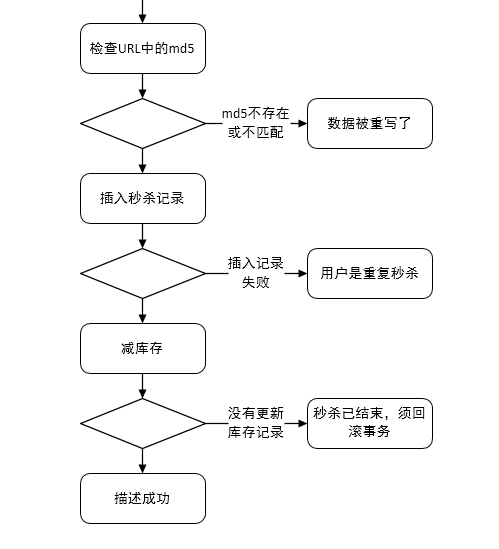 检查URL中的md5
md5不存在
或不匹配
数据被重写了
插入秒杀记录
插入记录
失败
用户是重复秒杀
减库存
没有更新
库存记录
秒杀已结束，须回
滚事务
描述成功